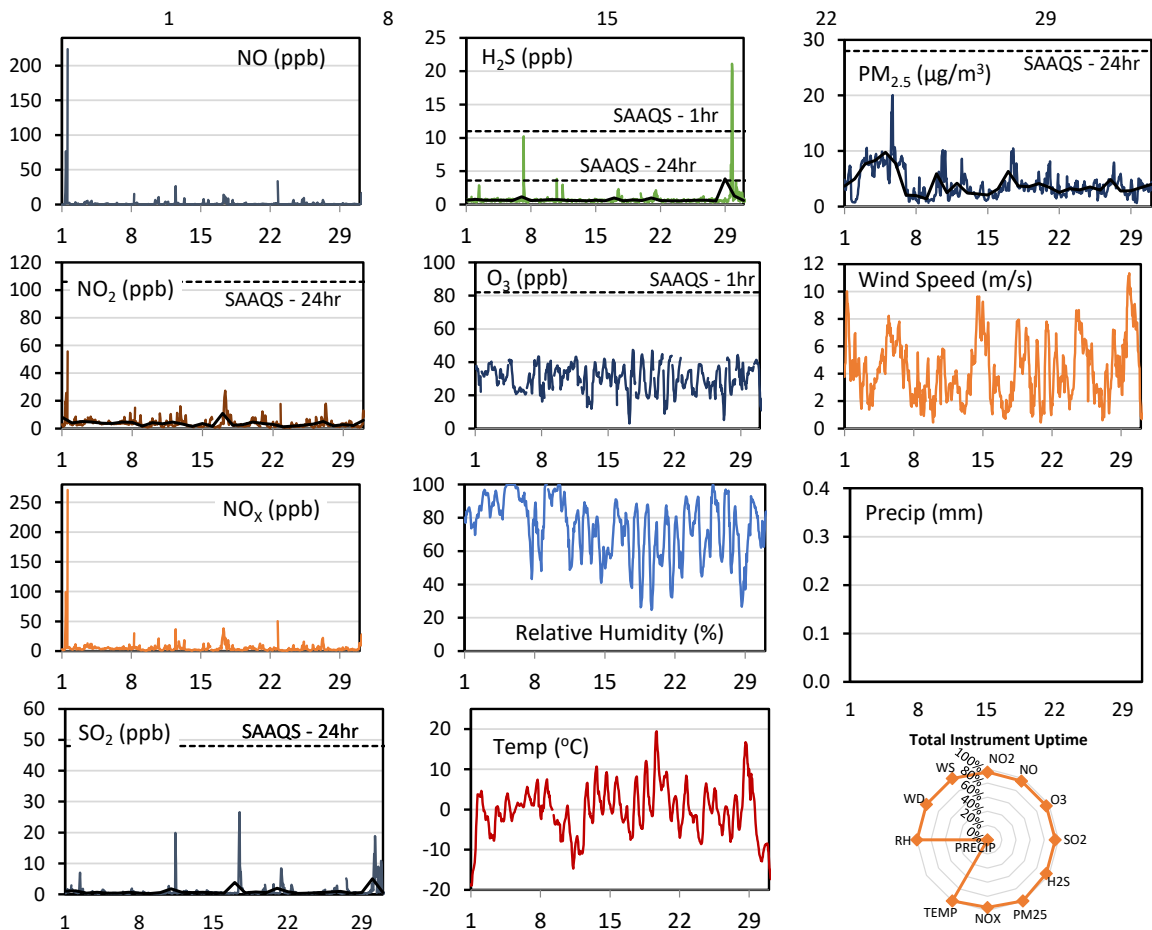 1 8 15 22 29
NO (ppb)
200
150
100
50
0
1 8 15 22 29
H₂S (ppb)
SAAQS - 1hr
SAAQS - 24hr
25
20
15
10
5
0
1 8 15 22 29
PM₂.₅ (µg/m³)
SAAQS - 24hr
30
20
10
0
1 8 15 22 29
NO₂ (ppb)
SAAQS - 24hr
120
100
80
60
40
20
0
1 8 15 22 29
O₃ (ppb)
SAAQS - 1hr
100
80
60
40
20
0
1 8 15 22 29
Wind Speed (m/s)
12
10
8
6
4
2
0
1 8 15 22 29
NOₓ (ppb)
250
200
150
100
50
0
1 8 15 22 29
100
80
60
40
20
0
Relative Humidity (%)
1 8 15 22 29
Precip (mm)
0.4
0.3
0.2
0.1
0.0
1 8 15 22 29
SO₂ (ppb)
SAAQS - 24hr
60
50
40
30
20
10
0
1 8 15 22 29
Temp (°C)
20
10
0
-10
-20
1 8 15 22 29
Total Instrument Uptime
100%
80%
60%
40%
20%
0%
NO2
NO
O3
SO2
H2S
PM25
NOX
TEMP
PRECIP
RH
WD
WS